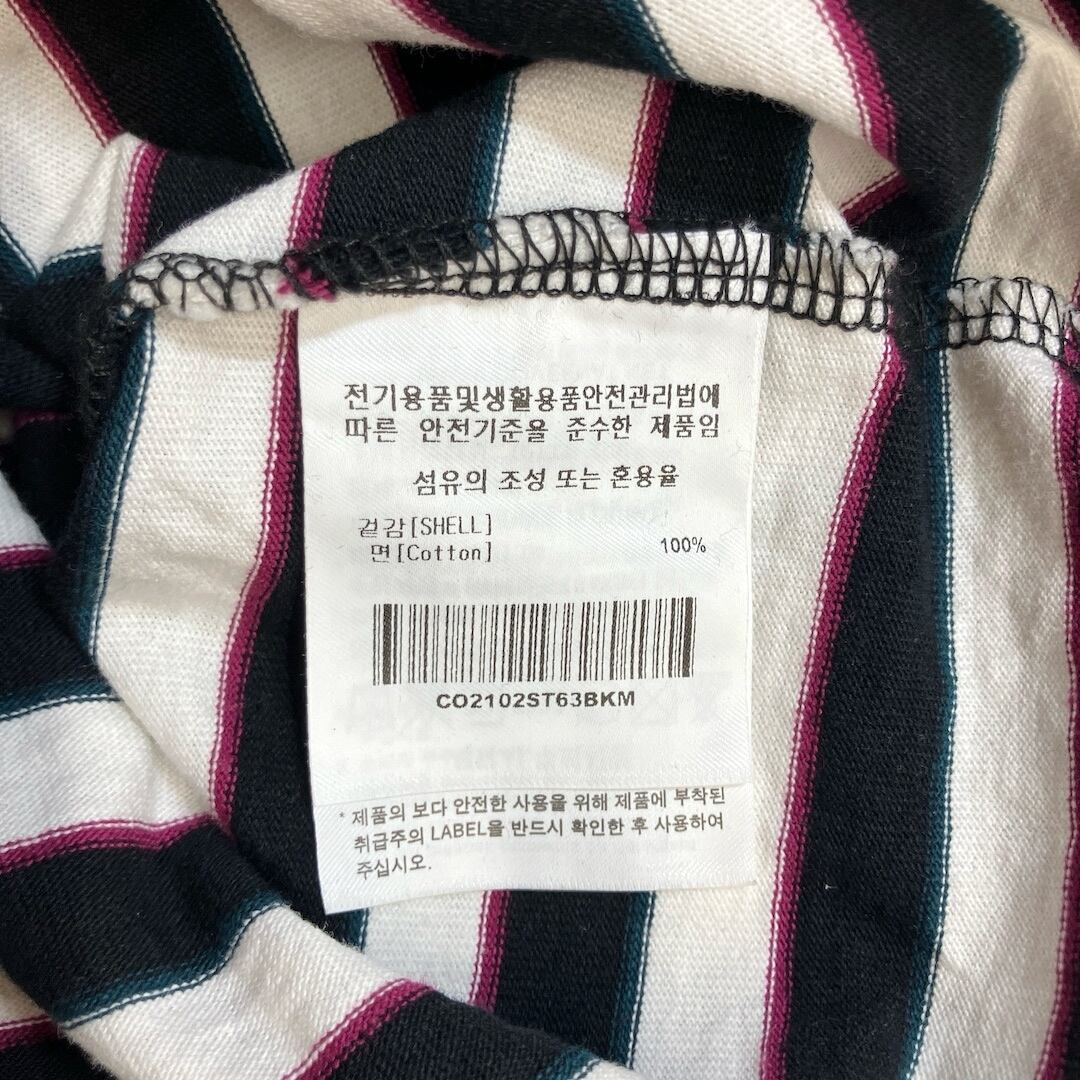 전기용품및생활용품안전관리법에
따른 안전기준을 준수한 제품임
섬유의 조성 또는 혼용율
겉감[SHELL]
면[Cotton] 100%
CO2102ST63BKM
* 제품의 보다 안전한 사용을 위해 제품에 부착된
취급주의 LABEL을 반드시 확인한 후 사용하여
주십시오.